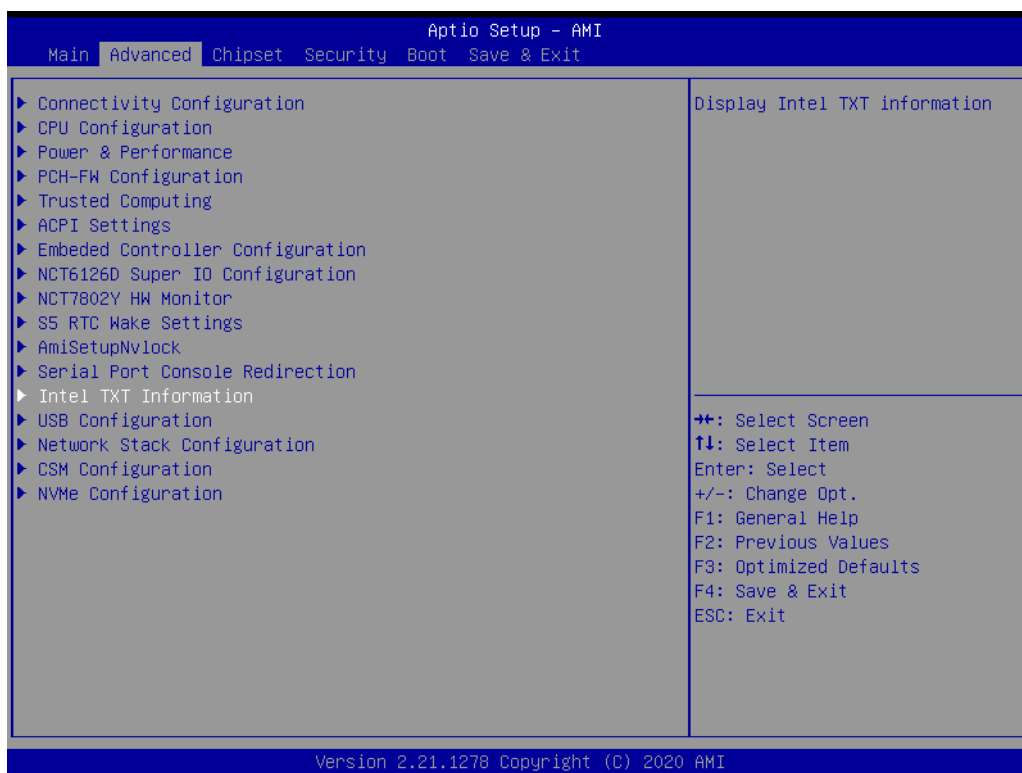 Aptio Setup – AMI
Main Advanced Chipset Security Boot Save & Exit
Connectivity Configuration
CPU Configuration
Power & Performance
PCH-FW Configuration
Trusted Computing
ACPI Settings
Embeded Controller Configuration
NCT6126D Super IO Configuration
NCT7802Y HW Monitor
S5 RTC Wake Settings
AmiSetupNvlock
Serial Port Console Redirection
Intel TXT Information
USB Configuration
Network Stack Configuration
CSM Configuration
NVMe Configuration
Display Intel TXT information
→←: Select Screen
↑↓: Select Item
Enter: Select
+/-: Change Opt.
F1: General Help
F2: Previous Values
F3: Optimized Defaults
F4: Save & Exit
ESC: Exit
Version 2.21.1278 Copyright (C) 2020 AMI